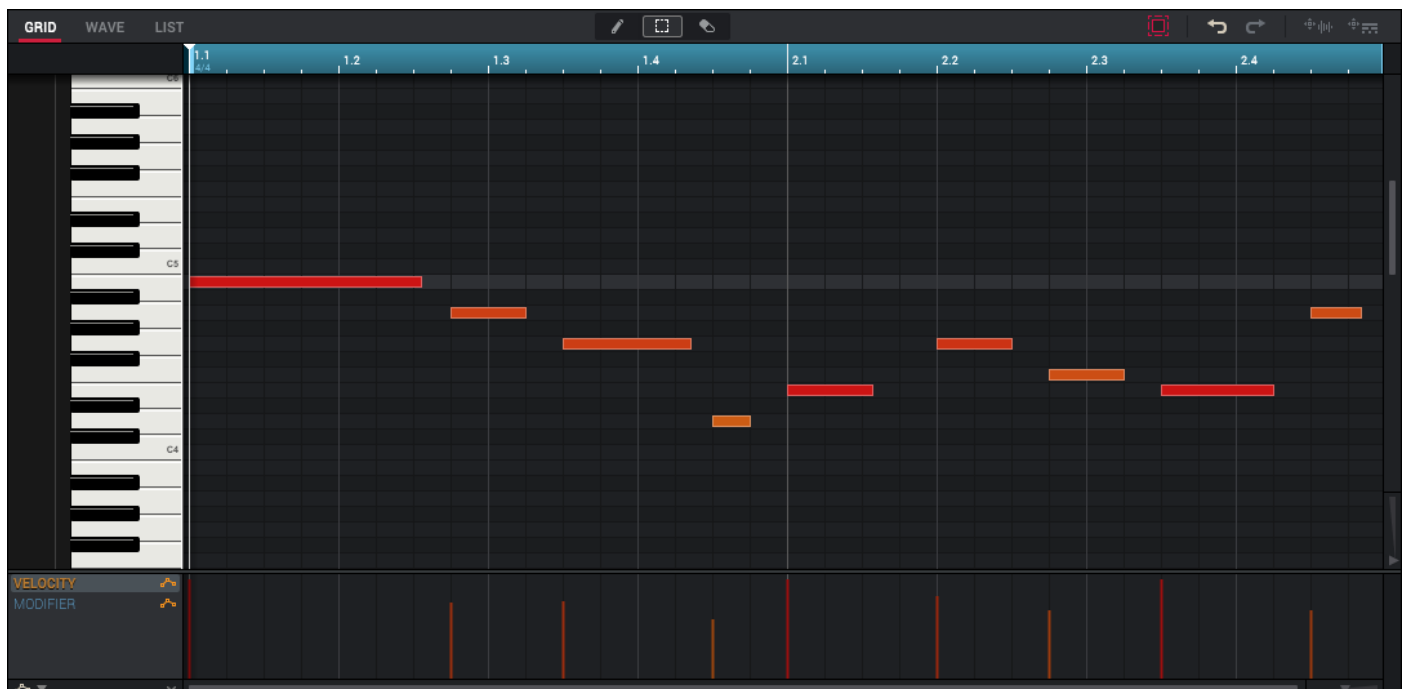 GRID WAVE LIST
1.1 1.2 1.3 1.4 2.1 2.2 2.3 2.4
4/4
C6
C5
C4
VELOCITY
MODIFIER